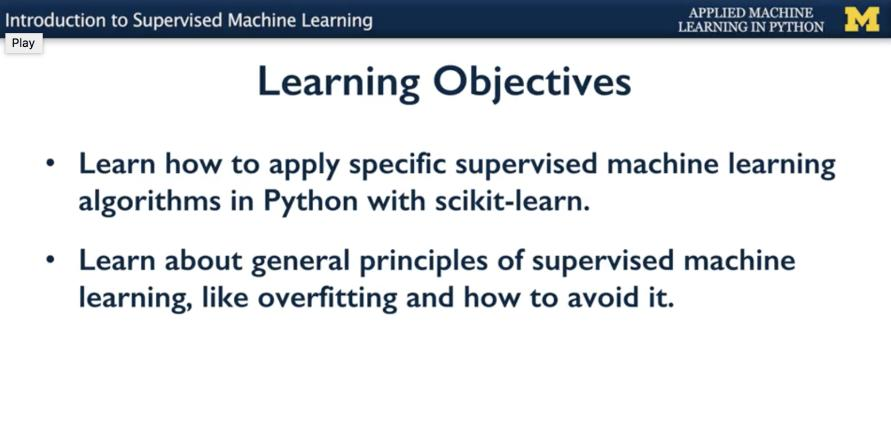 Introduction to Supervised Machine Learning
APPLIED MACHINE
LEARNING IN PYTHON
M
Play
Learning Objectives
• Learn how to apply specific supervised machine learning
algorithms in Python with scikit-learn.
• Learn about general principles of supervised machine
learning, like overfitting and how to avoid it.